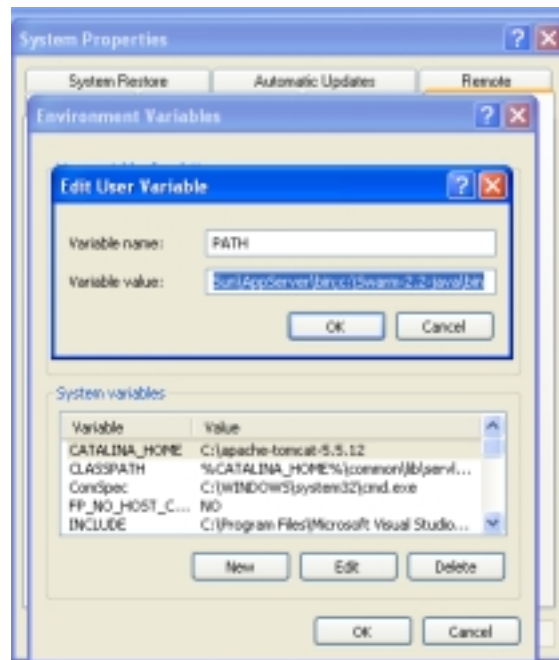 System Properties
System Restore Automatic Updates Remote
Environment Variables
Edit User Variable
Variable name: PATH
Variable value: Sun\AppServer\bin;c:\Swarm-2.2-java\bin
OK Cancel
System variables
Variable Value
CATALINA_HOME C:\apache-tomcat-5.5.12
CLASSPATH %CATALINA_HOME%\common\lib\servl...
ComSpec C:\WINDOWS\system32\cmd.exe
FP_NO_HOST_C... NO
INCLUDE C:\Program Files\Microsoft Visual Studio...
New Edit Delete
OK Cancel